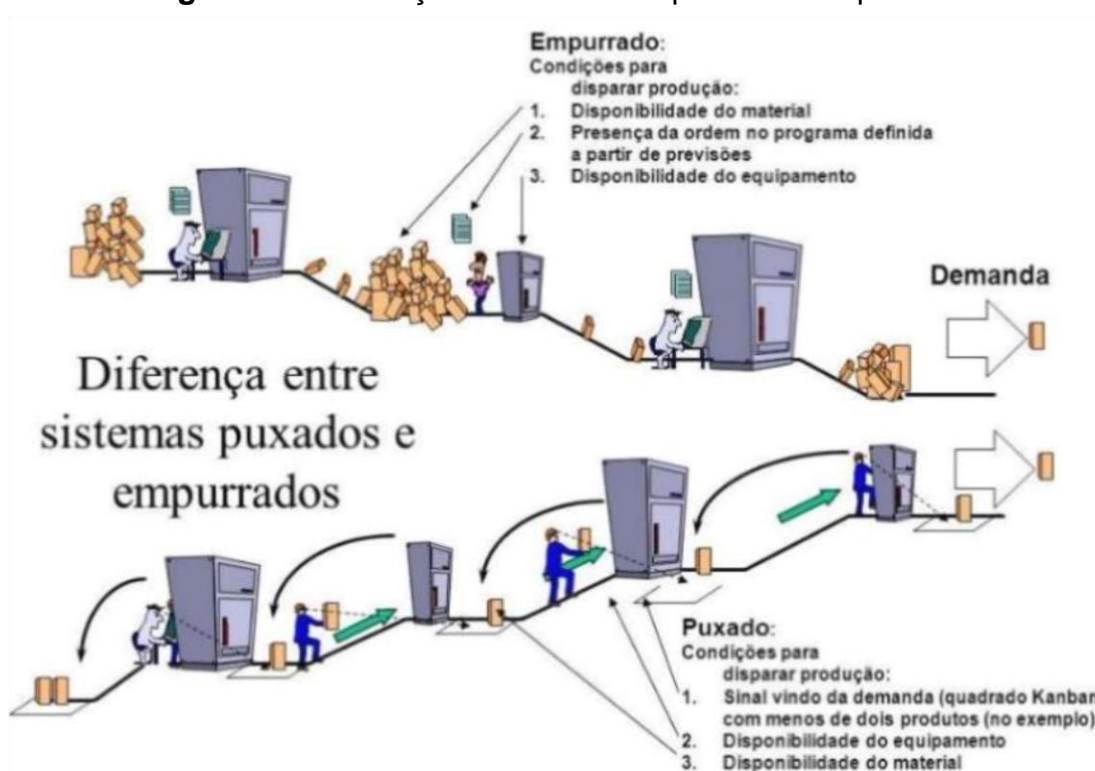 Empurrado:
Condições para
disparar produção:
1. Disponibilidade do material
2. Presença da ordem no programa definida
a partir de previsões
3. Disponibilidade do equipamento
Demanda
Diferença entre
sistemas puxados e
empurrados
Puxado:
Condições para
disparar produção:
1. Sinal vindo da demanda (quadrado Kanban
com menos de dois produtos (no exemplo)
2. Disponibilidade do equipamento
3. Disponibilidade do material